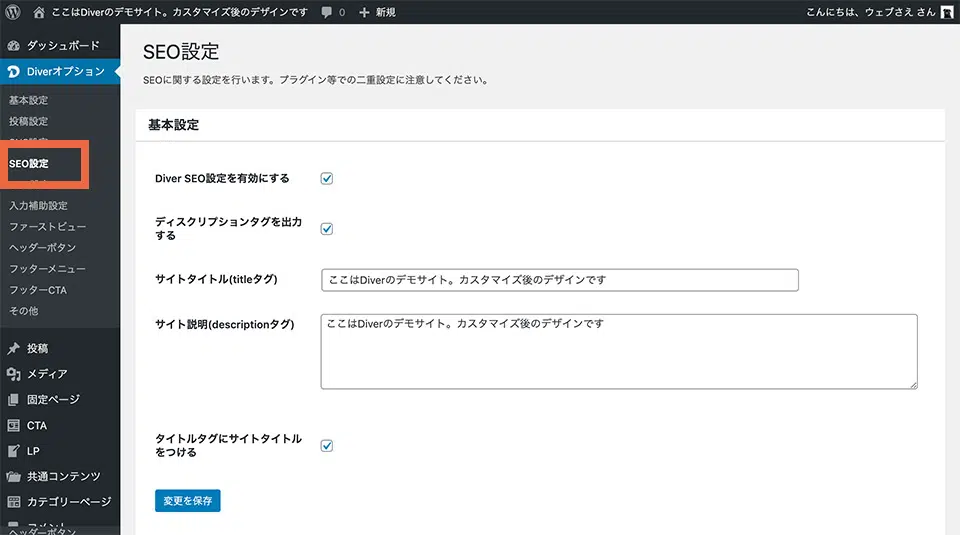 ここはDiverのデモサイト。カスタマイズ後のデザインです
0
新規
こんにちは、ウェブさえ さん
ダッシュボード
Diverオプション
基本設定
投稿設定
SEO設定
入力補助設定
ファーストビュー
ヘッダーボタン
フッターメニュー
フッターCTA
その他
投稿
メディア
固定ページ
CTA
LP
共通コンテンツ
カテゴリーページ
コメント
ヘッダーボタン
SEO設定
SEOに関する設定を行います。プラグイン等での二重設定に注意してください。
基本設定
Diver SEO設定を有効にする
ディスクリプションタグを出力
する
サイトタイトル(titleタグ)
ここはDiverのデモサイト。カスタマイズ後のデザインです
サイト説明(descriptionタグ)
ここはDiverのデモサイト。カスタマイズ後のデザインです
タイトルタグにサイトタイトル
をつける
変更を保存